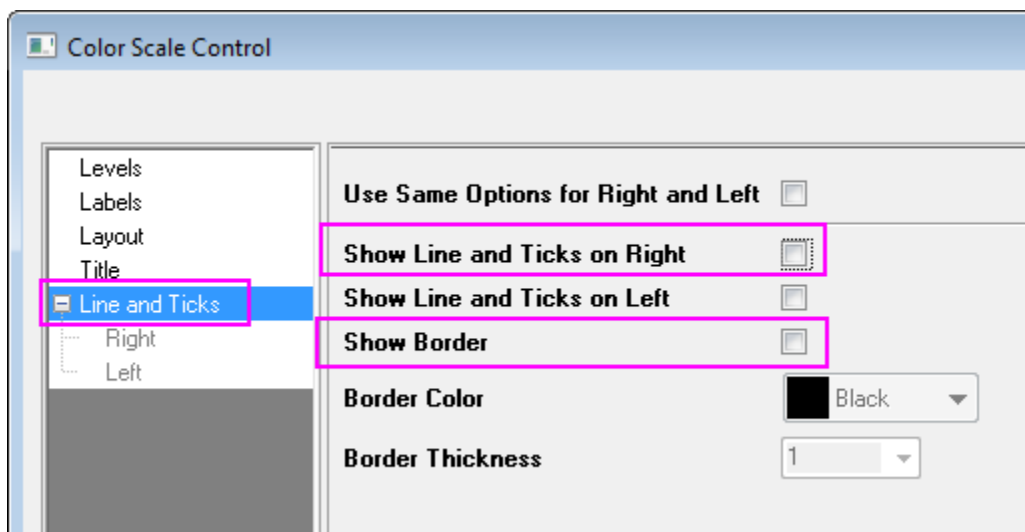 Color Scale Control
Levels
Labels
Layout
Title
Line and Ticks
Right
Left
Use Same Options for Right and Left
Show Line and Ticks on Right
Show Line and Ticks on Left
Show Border
Border Color
Black
Border Thickness
1